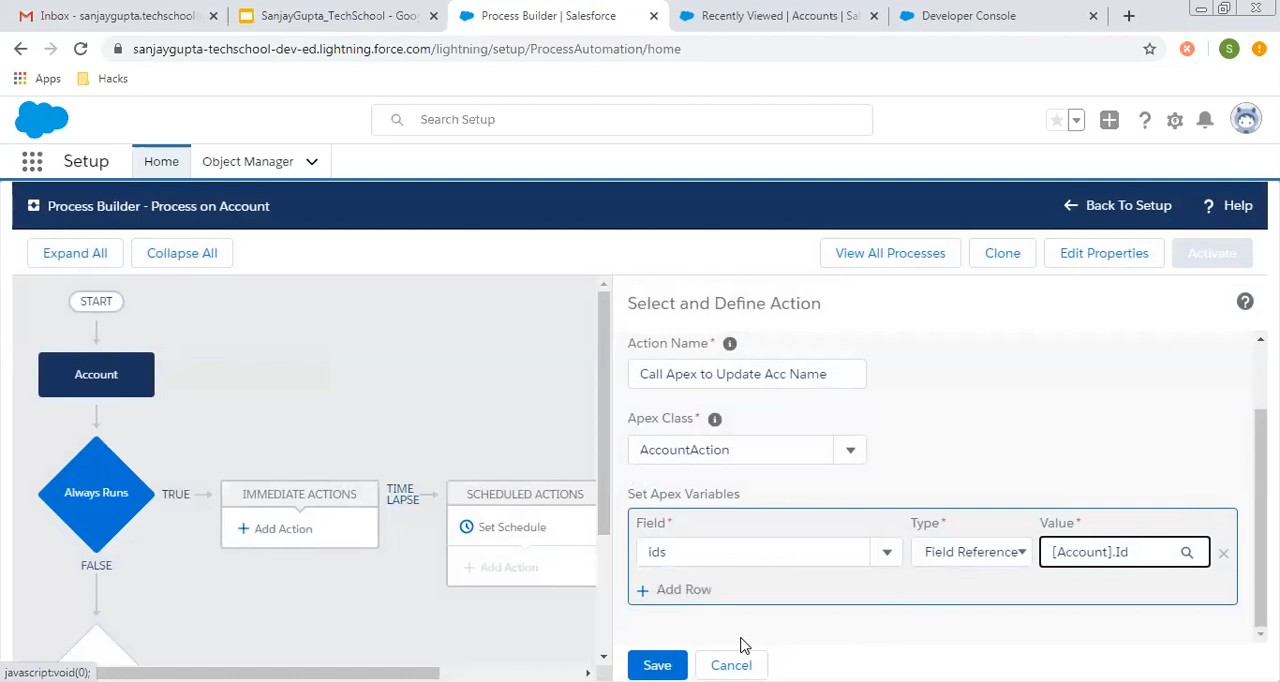 Inbox - sanjaygupta.techschool
SanjayGupta_TechSchool - Goo
Process Builder | Salesforce
Recently Viewed | Accounts | Sal
Developer Console
sanjaygupta-techschool-dev-ed.lightning.force.com/lightning/setup/ProcessAutomation/home
S
Apps
Hacks
Search Setup
Setup
Home
Object Manager
Process Builder - Process on Account
Back To Setup
? Help
Expand All
Collapse All
View All Processes
Clone
Edit Properties
Activate
START
Account
Always Runs
TRUE
IMMEDIATE ACTIONS
+ Add Action
TIME LAPSE
SCHEDULED ACTIONS
Set Schedule
+ Add Action
FALSE
Select and Define Action
Action Name*
Call Apex to Update Acc Name
Apex Class*
AccountAction
Set Apex Variables
Field*
Type*
Value*
ids
Field Reference
[Account].Id
+ Add Row
Save
Cancel
javascript:void(0);